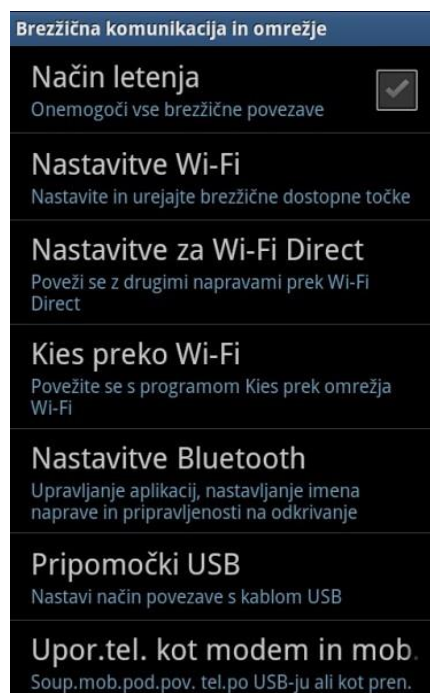 Brezžična komunikacija in omrežje
Način letenja
Onemogoči vse brezžične povezave
Nastavitve Wi-Fi
Nastavite in urejajte brezžične dostopne točke
Nastavitve za Wi-Fi Direct
Poveži se z drugimi napravami prek Wi-Fi
Direct
Kies preko Wi-Fi
Povežite se s programom Kies prek omrežja
Wi-Fi
Nastavitve Bluetooth
Upravljanje aplikacij, nastavljanje imena
naprave in pripravljenosti na odkrivanje
Pripomočki USB
Nastavi način povezave s kablom USB
Upor.tel. kot modem in mob.
Soup.mob.pod.pov. tel.po USB-ju ali kot pren.